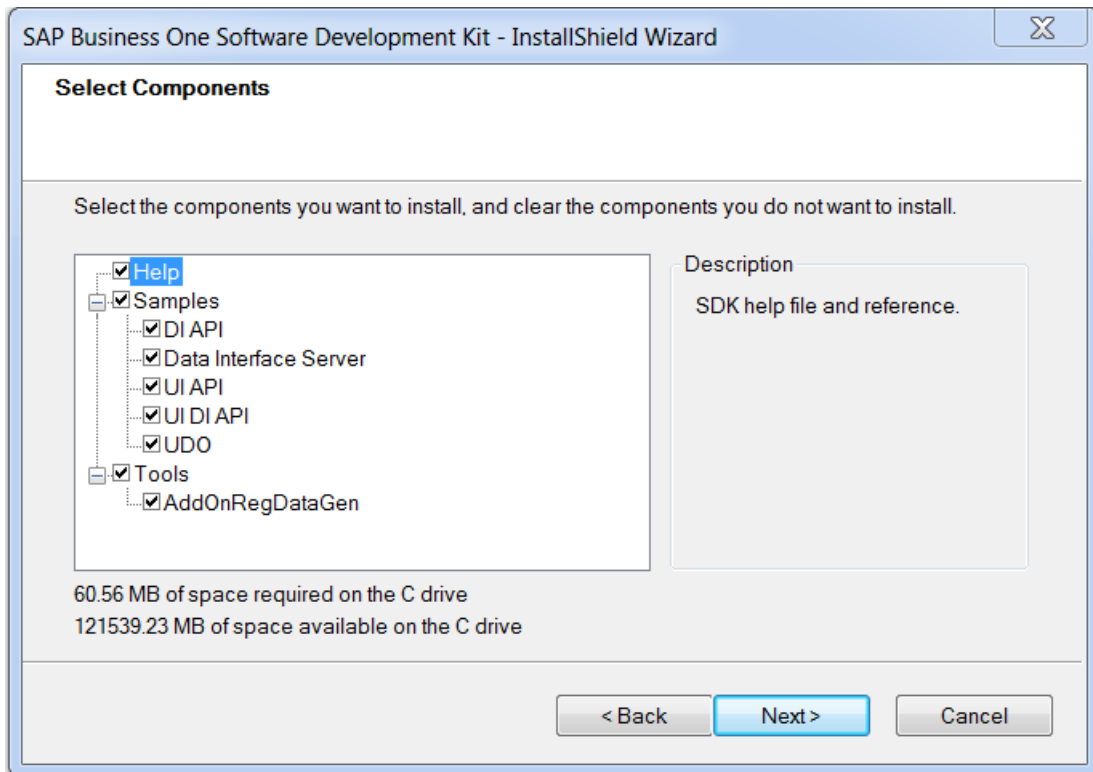 SAP Business One Software Development Kit - InstallShield Wizard
Select Components
Select the components you want to install, and clear the components you do not want to install.
Help
Samples
DI API
Data Interface Server
UI API
UI DI API
UDO
Tools
AddOnRegDataGen
Description
SDK help file and reference.
60.56 MB of space required on the C drive
121539.23 MB of space available on the C drive
< Back Next > Cancel